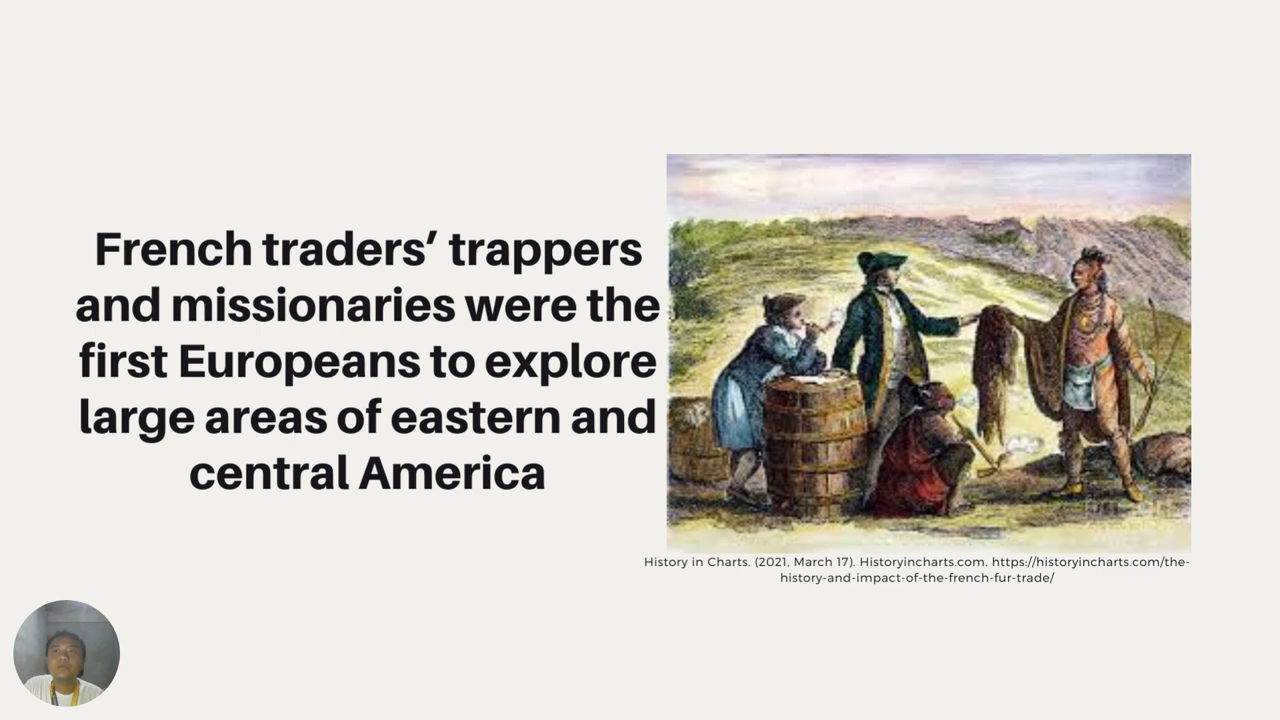 French traders’ trappers
and missionaries were the
first Europeans to explore
large areas of eastern and
central America
History in Charts. (2021, March 17). Historyincharts.com. https://historyincharts.com/the-
history-and-impact-of-the-french-fur-trade/